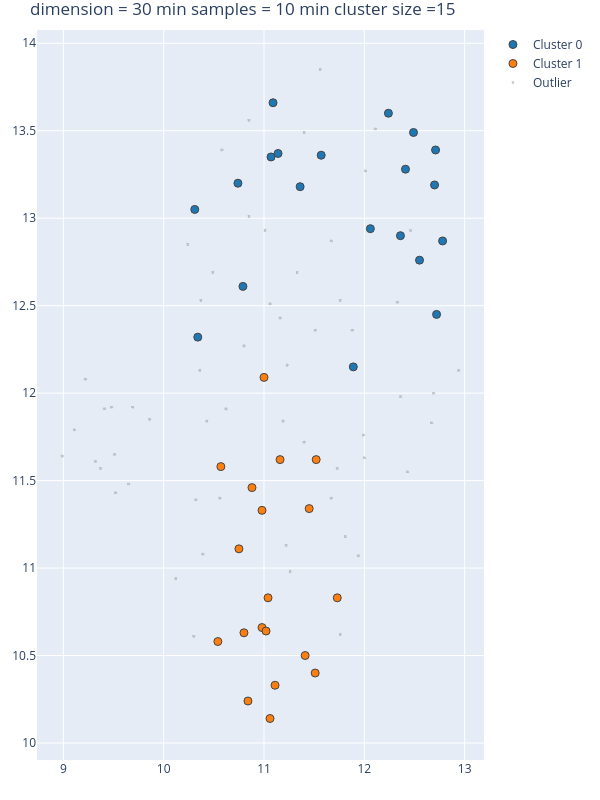 dimension = 30 min samples = 10 min cluster size =15
Cluster 0
Cluster 1
Outlier
14
13.5
13
12.5
12
11.5
11
10.5
10
9 10 11 12 13